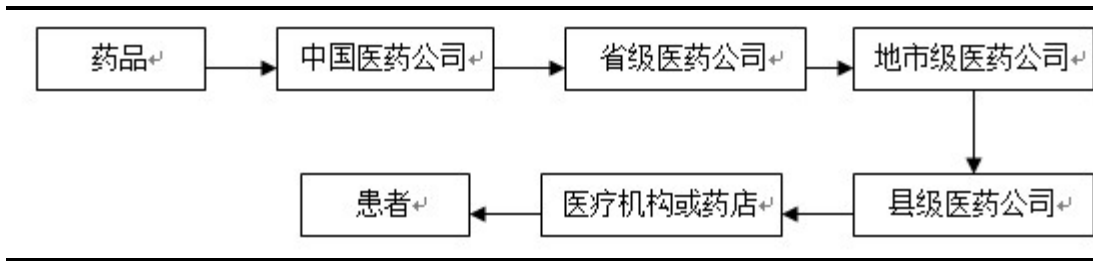 药品
中国医药公司
省级医药公司
地市级医药公司
县级医药公司
医疗机构或药店
患者